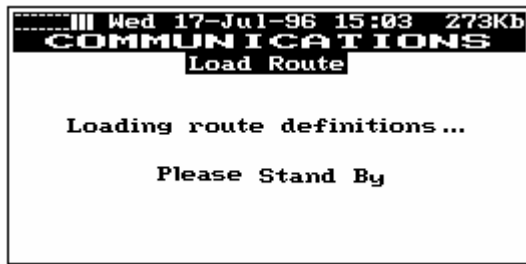 Wed 17-Jul-96 15:03 273Kb
COMMUNICATIONS
Load Route
Loading route definitions...
Please Stand By